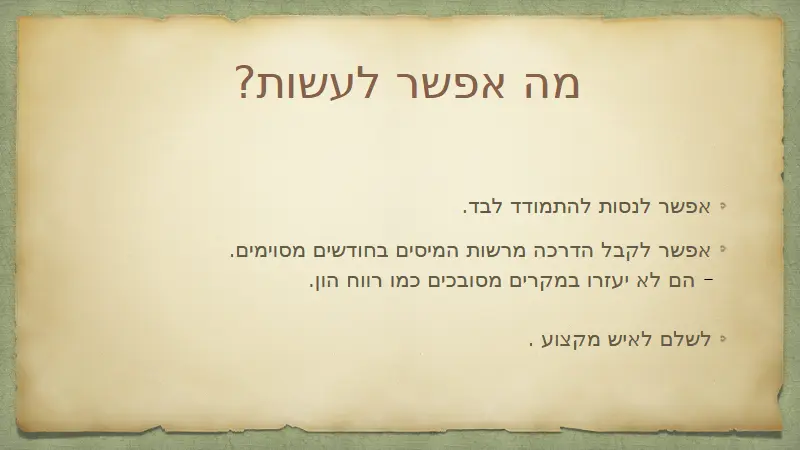 מה אפשר לעשות?
אפשר לנסות להתמודד לבד.
אפשר לקבל הדרכה מרשות המיסים בחודשים מסוימים.
– הם לא יעזרו במקרים מסובכים כמו רווח הון.
לשלם לאיש מקצוע .